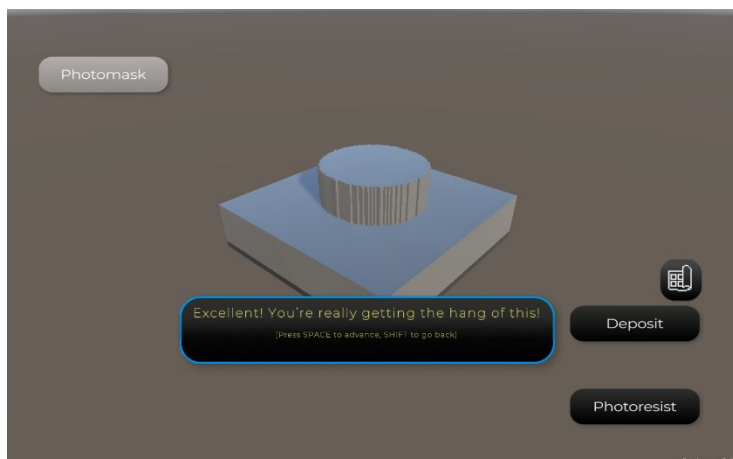 Photomask
Excellent! You're really getting the hang of this!
[Press SPACE to advance, SHIFT to go back]
Deposit
Photoresist